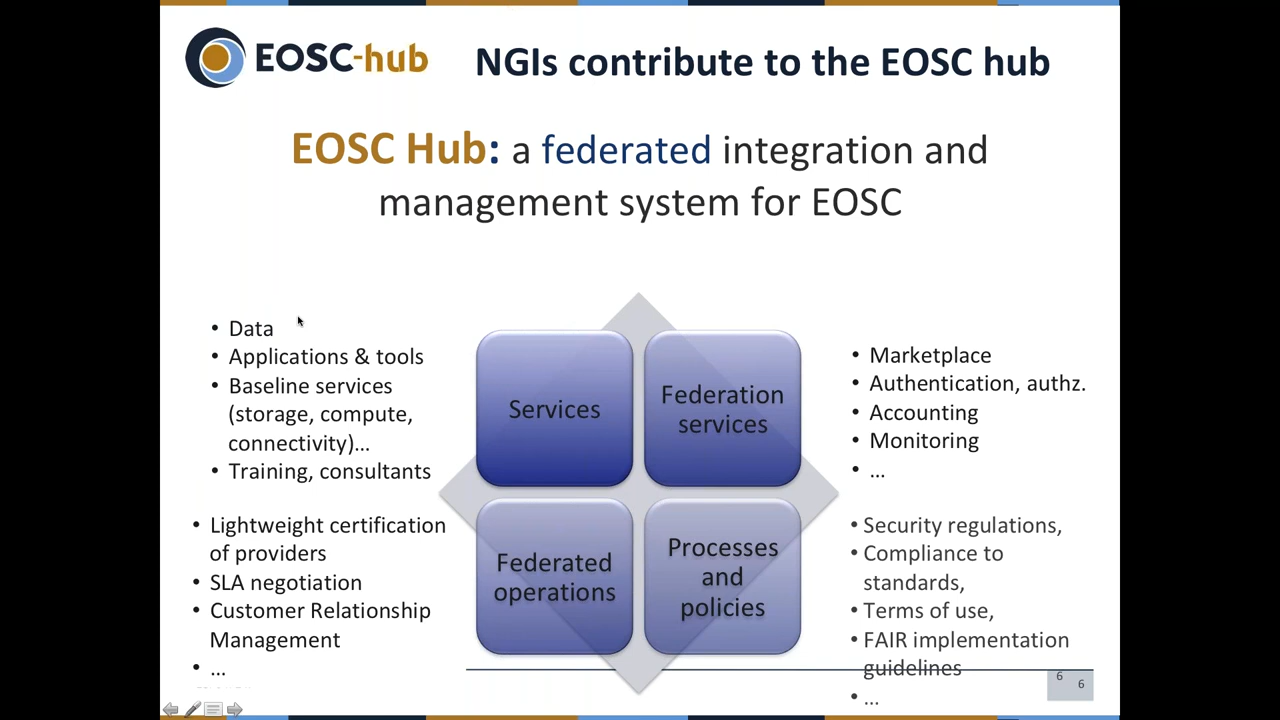 EOSC-hub
NGIs contribute to the EOSC hub
EOSC Hub: a federated integration and
management system for EOSC
• Data
• Applications & tools
• Baseline services
(storage, compute,
connectivity)...
• Training, consultants
Services
Federation
services
• Marketplace
• Authentication, authz.
• Accounting
• Monitoring
• ...
• Lightweight certification
of providers
• SLA negotiation
• Customer Relationship
Management
• ...
Federated
operations
Processes
and
policies
• Security regulations,
• Compliance to
standards,
• Terms of use,
• FAIR implementation
guidelines
• ...
6
6